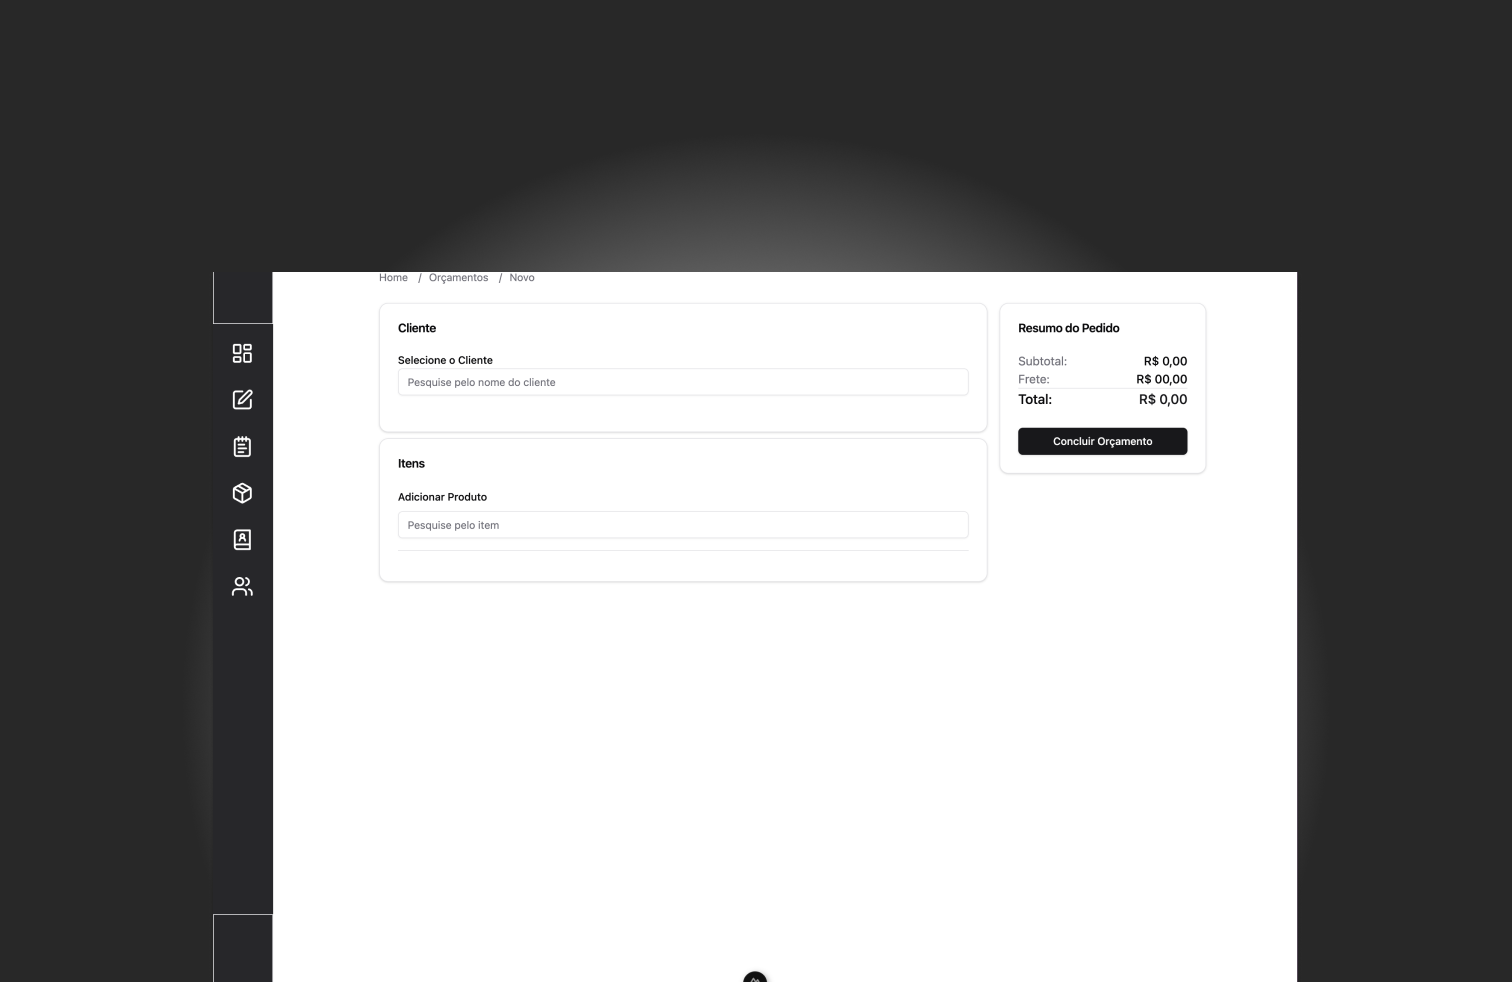 Home / Orçamentos / Novo
Cliente
Selecione o Cliente
Pesquise pelo nome do cliente
Itens
Adicionar Produto
Pesquise pelo item
Resumo do Pedido
Subtotal: R$ 0,00
Frete: R$ 00,00
Total: R$ 0,00
Concluir Orçamento